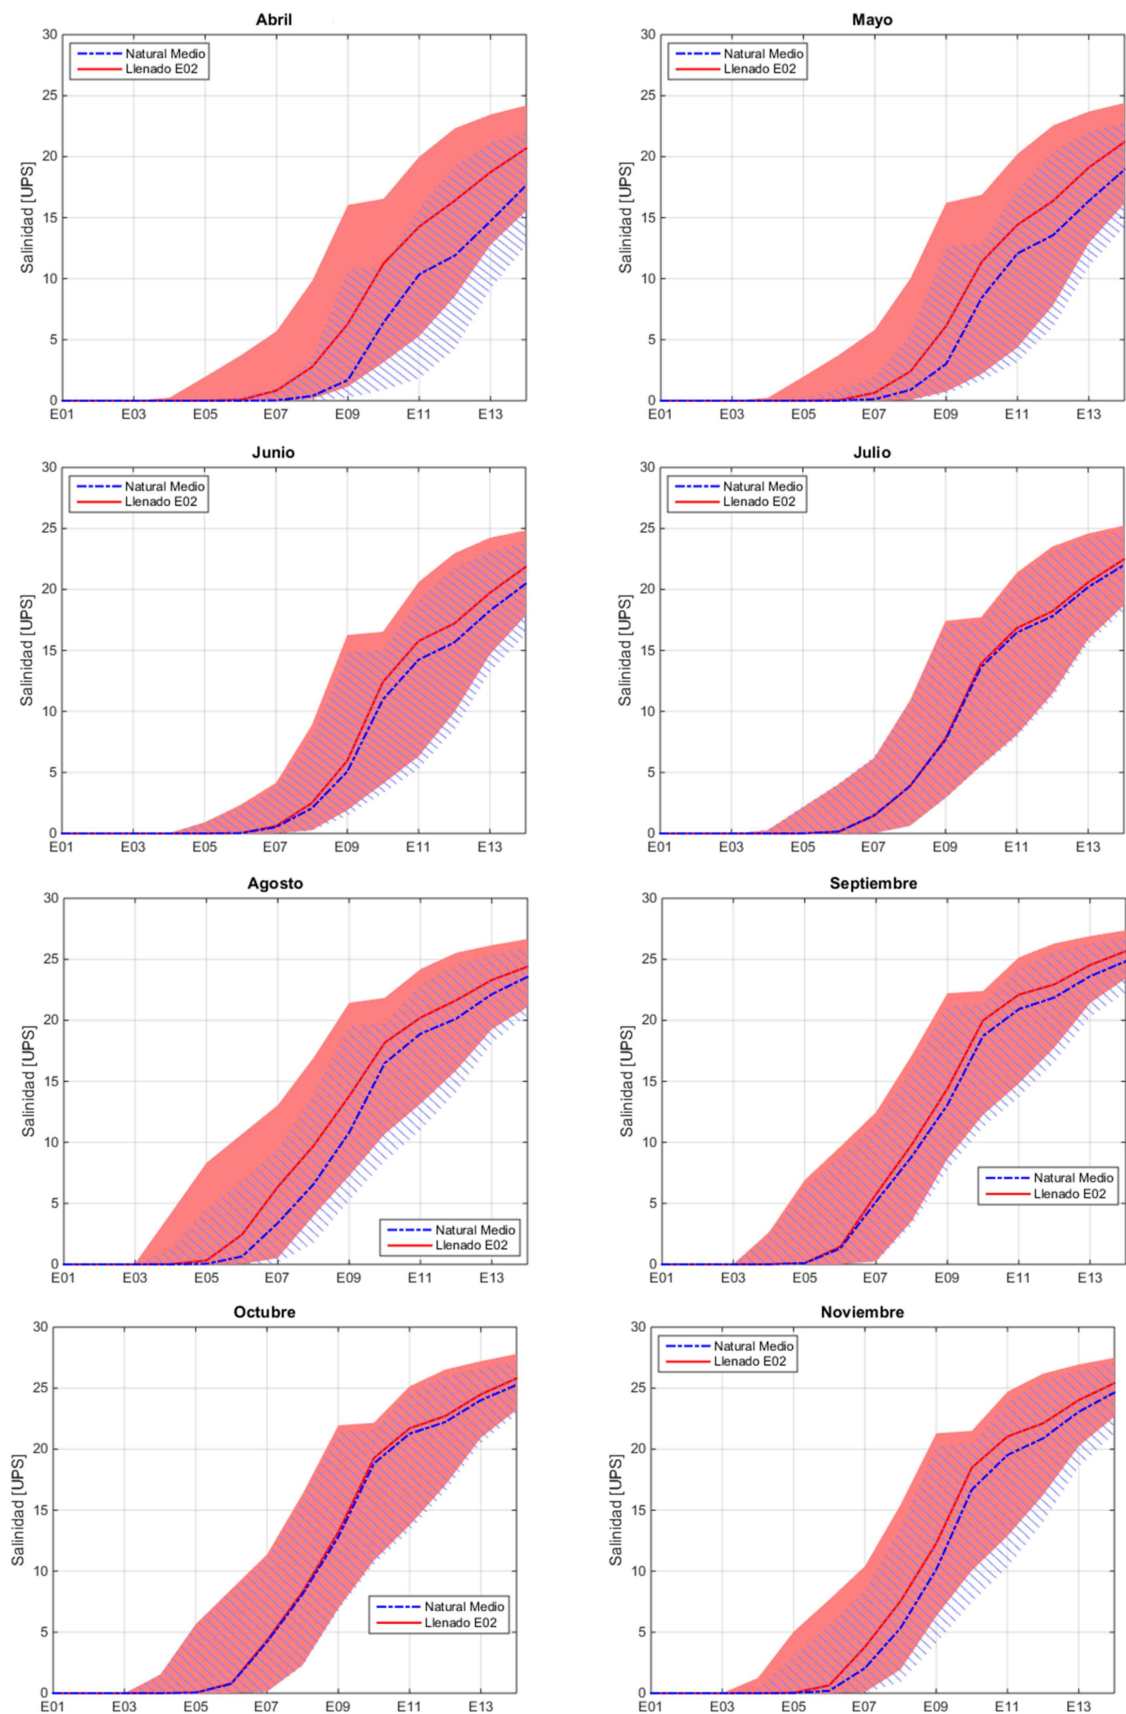 Abril
30
25
20
15
10
5
0
Salinidad [UPS]
Natural Medio
Llenado E02
E01 E03 E05 E07 E09 E11 E13
Mayo
30
25
20
15
10
5
0
Salinidad [UPS]
Natural Medio
Llenado E02
E01 E03 E05 E07 E09 E11 E13
Junio
30
25
20
15
10
5
0
Salinidad [UPS]
Natural Medio
Llenado E02
E01 E03 E05 E07 E09 E11 E13
Julio
30
25
20
15
10
5
0
Salinidad [UPS]
Natural Medio
Llenado E02
E01 E03 E05 E07 E09 E11 E13
Agosto
30
25
20
15
10
5
0
Salinidad [UPS]
Natural Medio
Llenado E02
E01 E03 E05 E07 E09 E11 E13
Septiembre
30
25
20
15
10
5
0
Salinidad [UPS]
Natural Medio
Llenado E02
E01 E03 E05 E07 E09 E11 E13
Octubre
30
25
20
15
10
5
0
Salinidad [UPS]
Natural Medio
Llenado E02
E01 E03 E05 E07 E09 E11 E13
Noviembre
30
25
20
15
10
5
0
Salinidad [UPS]
Natural Medio
Llenado E02
E01 E03 E05 E07 E09 E11 E13